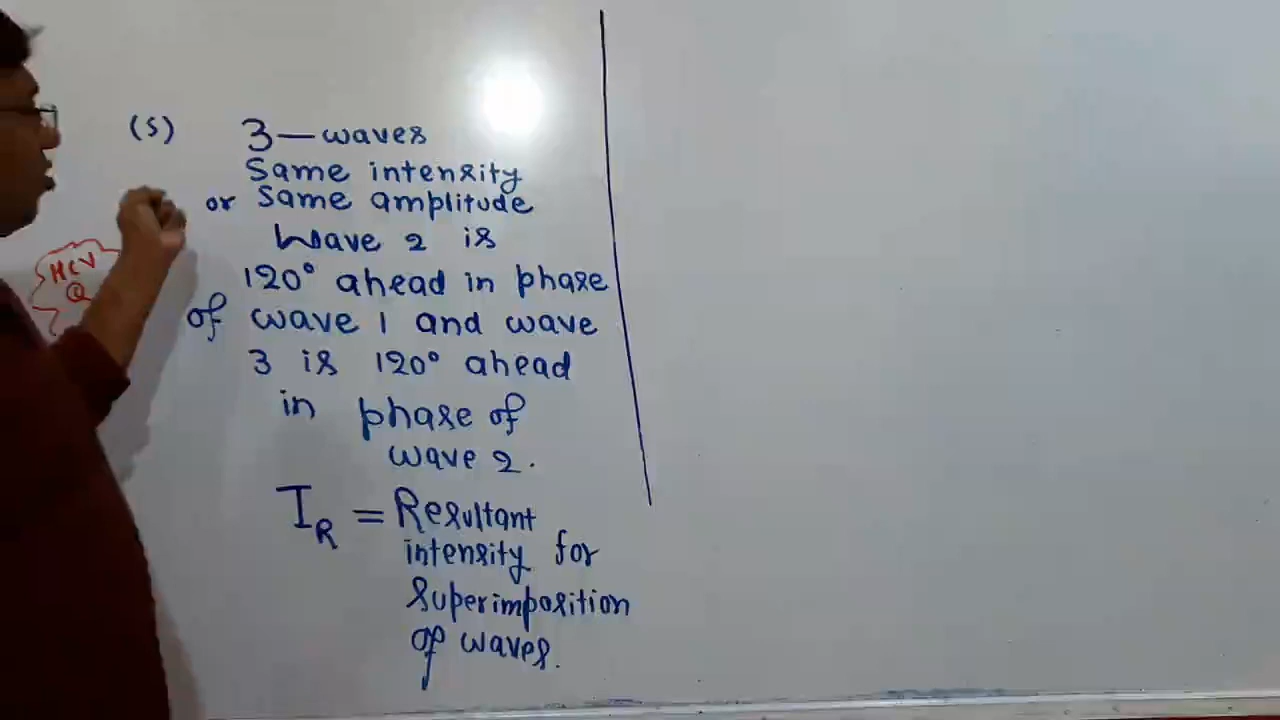 (S) 3 — waves
Same intensity
or Same amplitude
Wave 2 is
120° ahead in phase
of wave 1 and wave
3 is 120° ahead
in phase of
wave 2.
I_R = Resultant
intensity for
superimposition
of waves.
HCV
Q